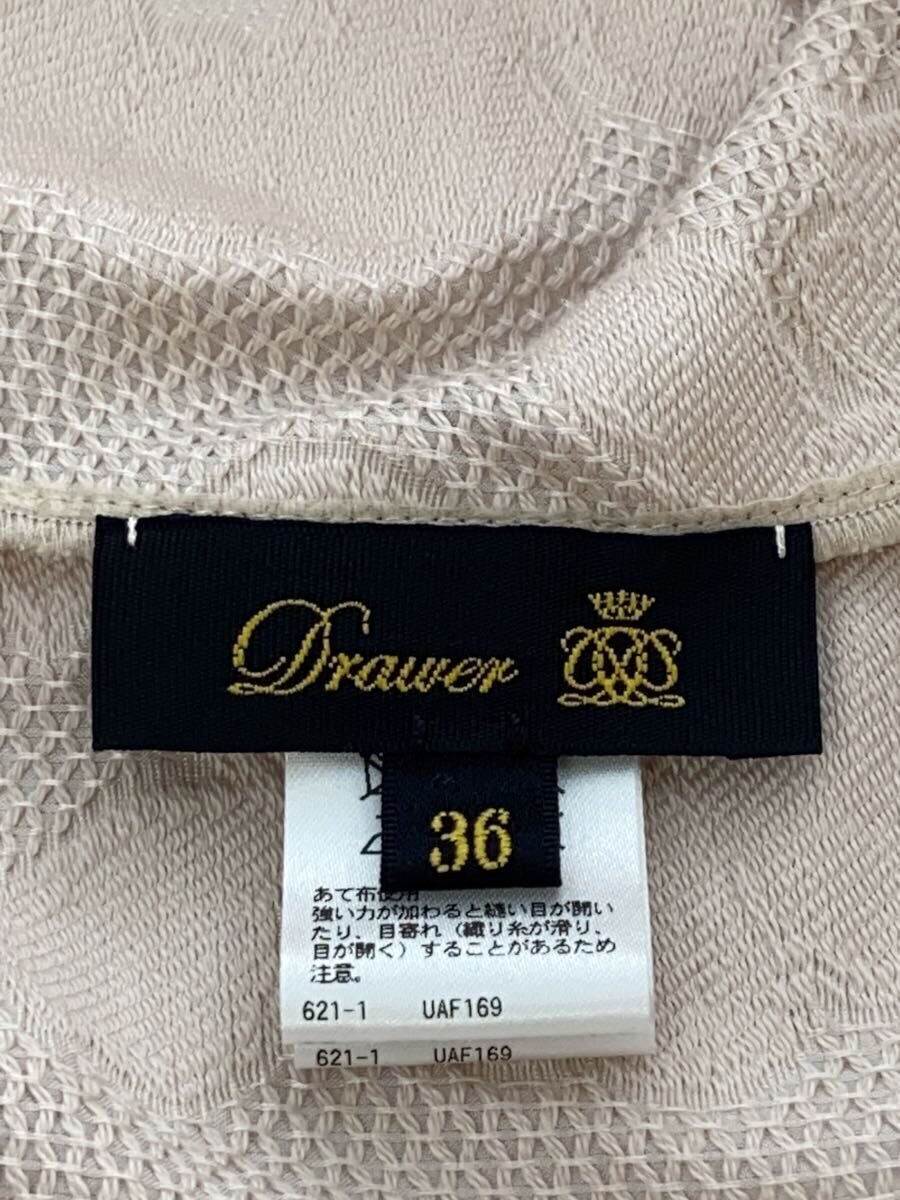 Drawer
36
あて布使用
強い力が加わると縫い目が開い
たり、目寄れ（織り糸が滑り、
目が開く）することがあるため
注意。
621-1 UAF169
621-1 UAF169